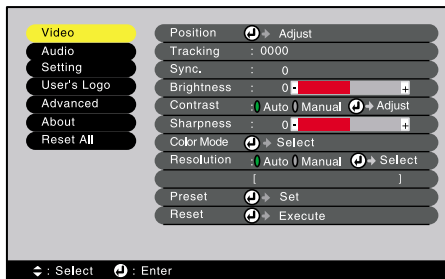 Video
Audio
Setting
User's Logo
Advanced
About
Reset All
Position Adjust
Tracking : 0000
Sync. : 0
Brightness : 0 - +
Contrast : Auto Manual Adjust
Sharpness : 0 - +
Color Mode Select
Resolution : Auto Manual Select
[ ]
Preset Set
Reset Execute
: Select : Enter